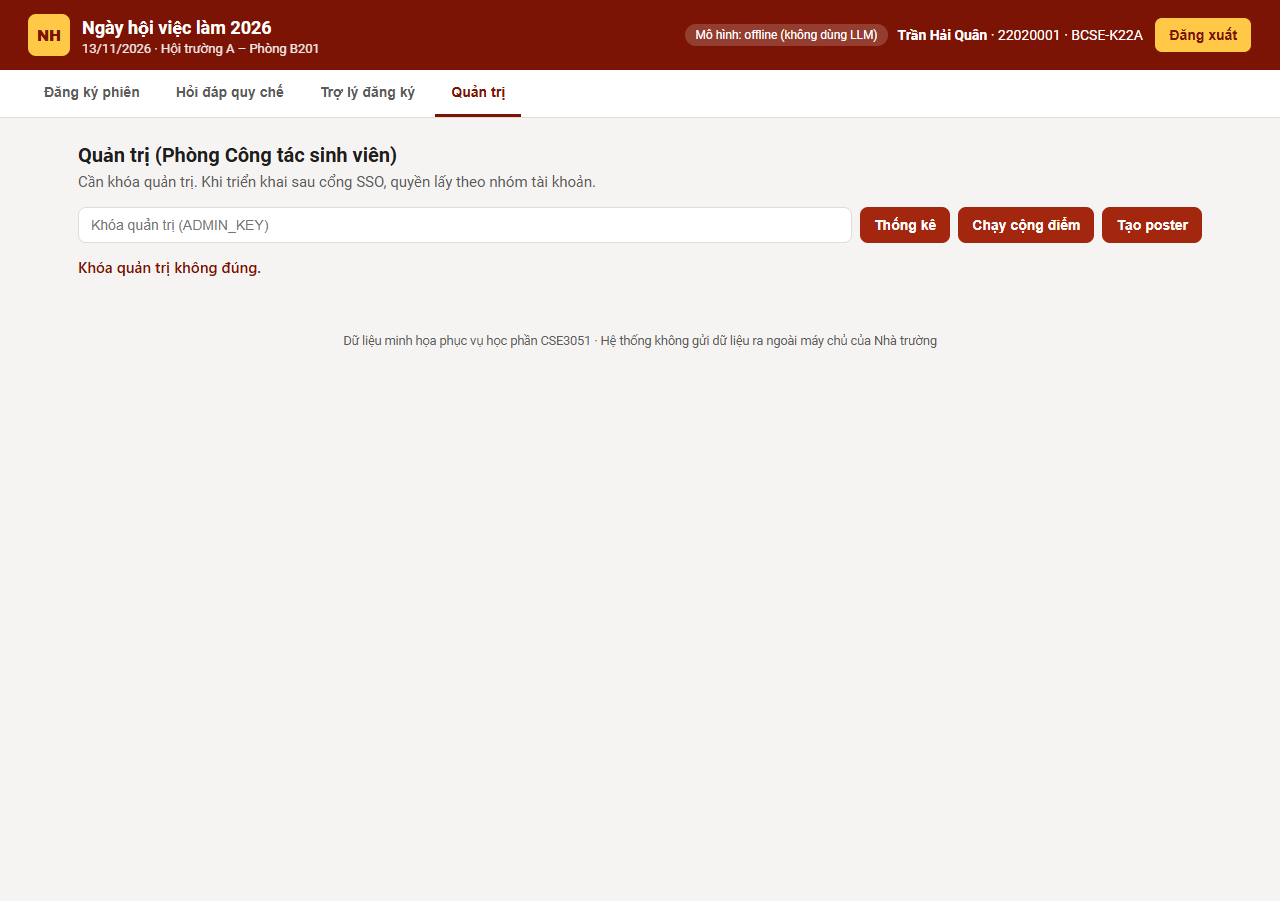 NH
Ngày hội việc làm 2026
13/11/2026 · Hội trường A – Phòng B201
Mô hình: offline (không dùng LLM)
Trần Hải Quân · 22020001 · BCSE-K22A
Đăng xuất
Đăng ký phiên
Hỏi đáp quy chế
Trợ lý đăng ký
Quản trị
Quản trị (Phòng Công tác sinh viên)
Cần khóa quản trị. Khi triển khai sau cổng SSO, quyền lấy theo nhóm tài khoản.
Khóa quản trị (ADMIN_KEY)
Thống kê
Chạy cộng điểm
Tạo poster
Khóa quản trị không đúng.
Dữ liệu minh họa phục vụ học phần CSE3051 · Hệ thống không gửi dữ liệu ra ngoài máy chủ của Nhà trường